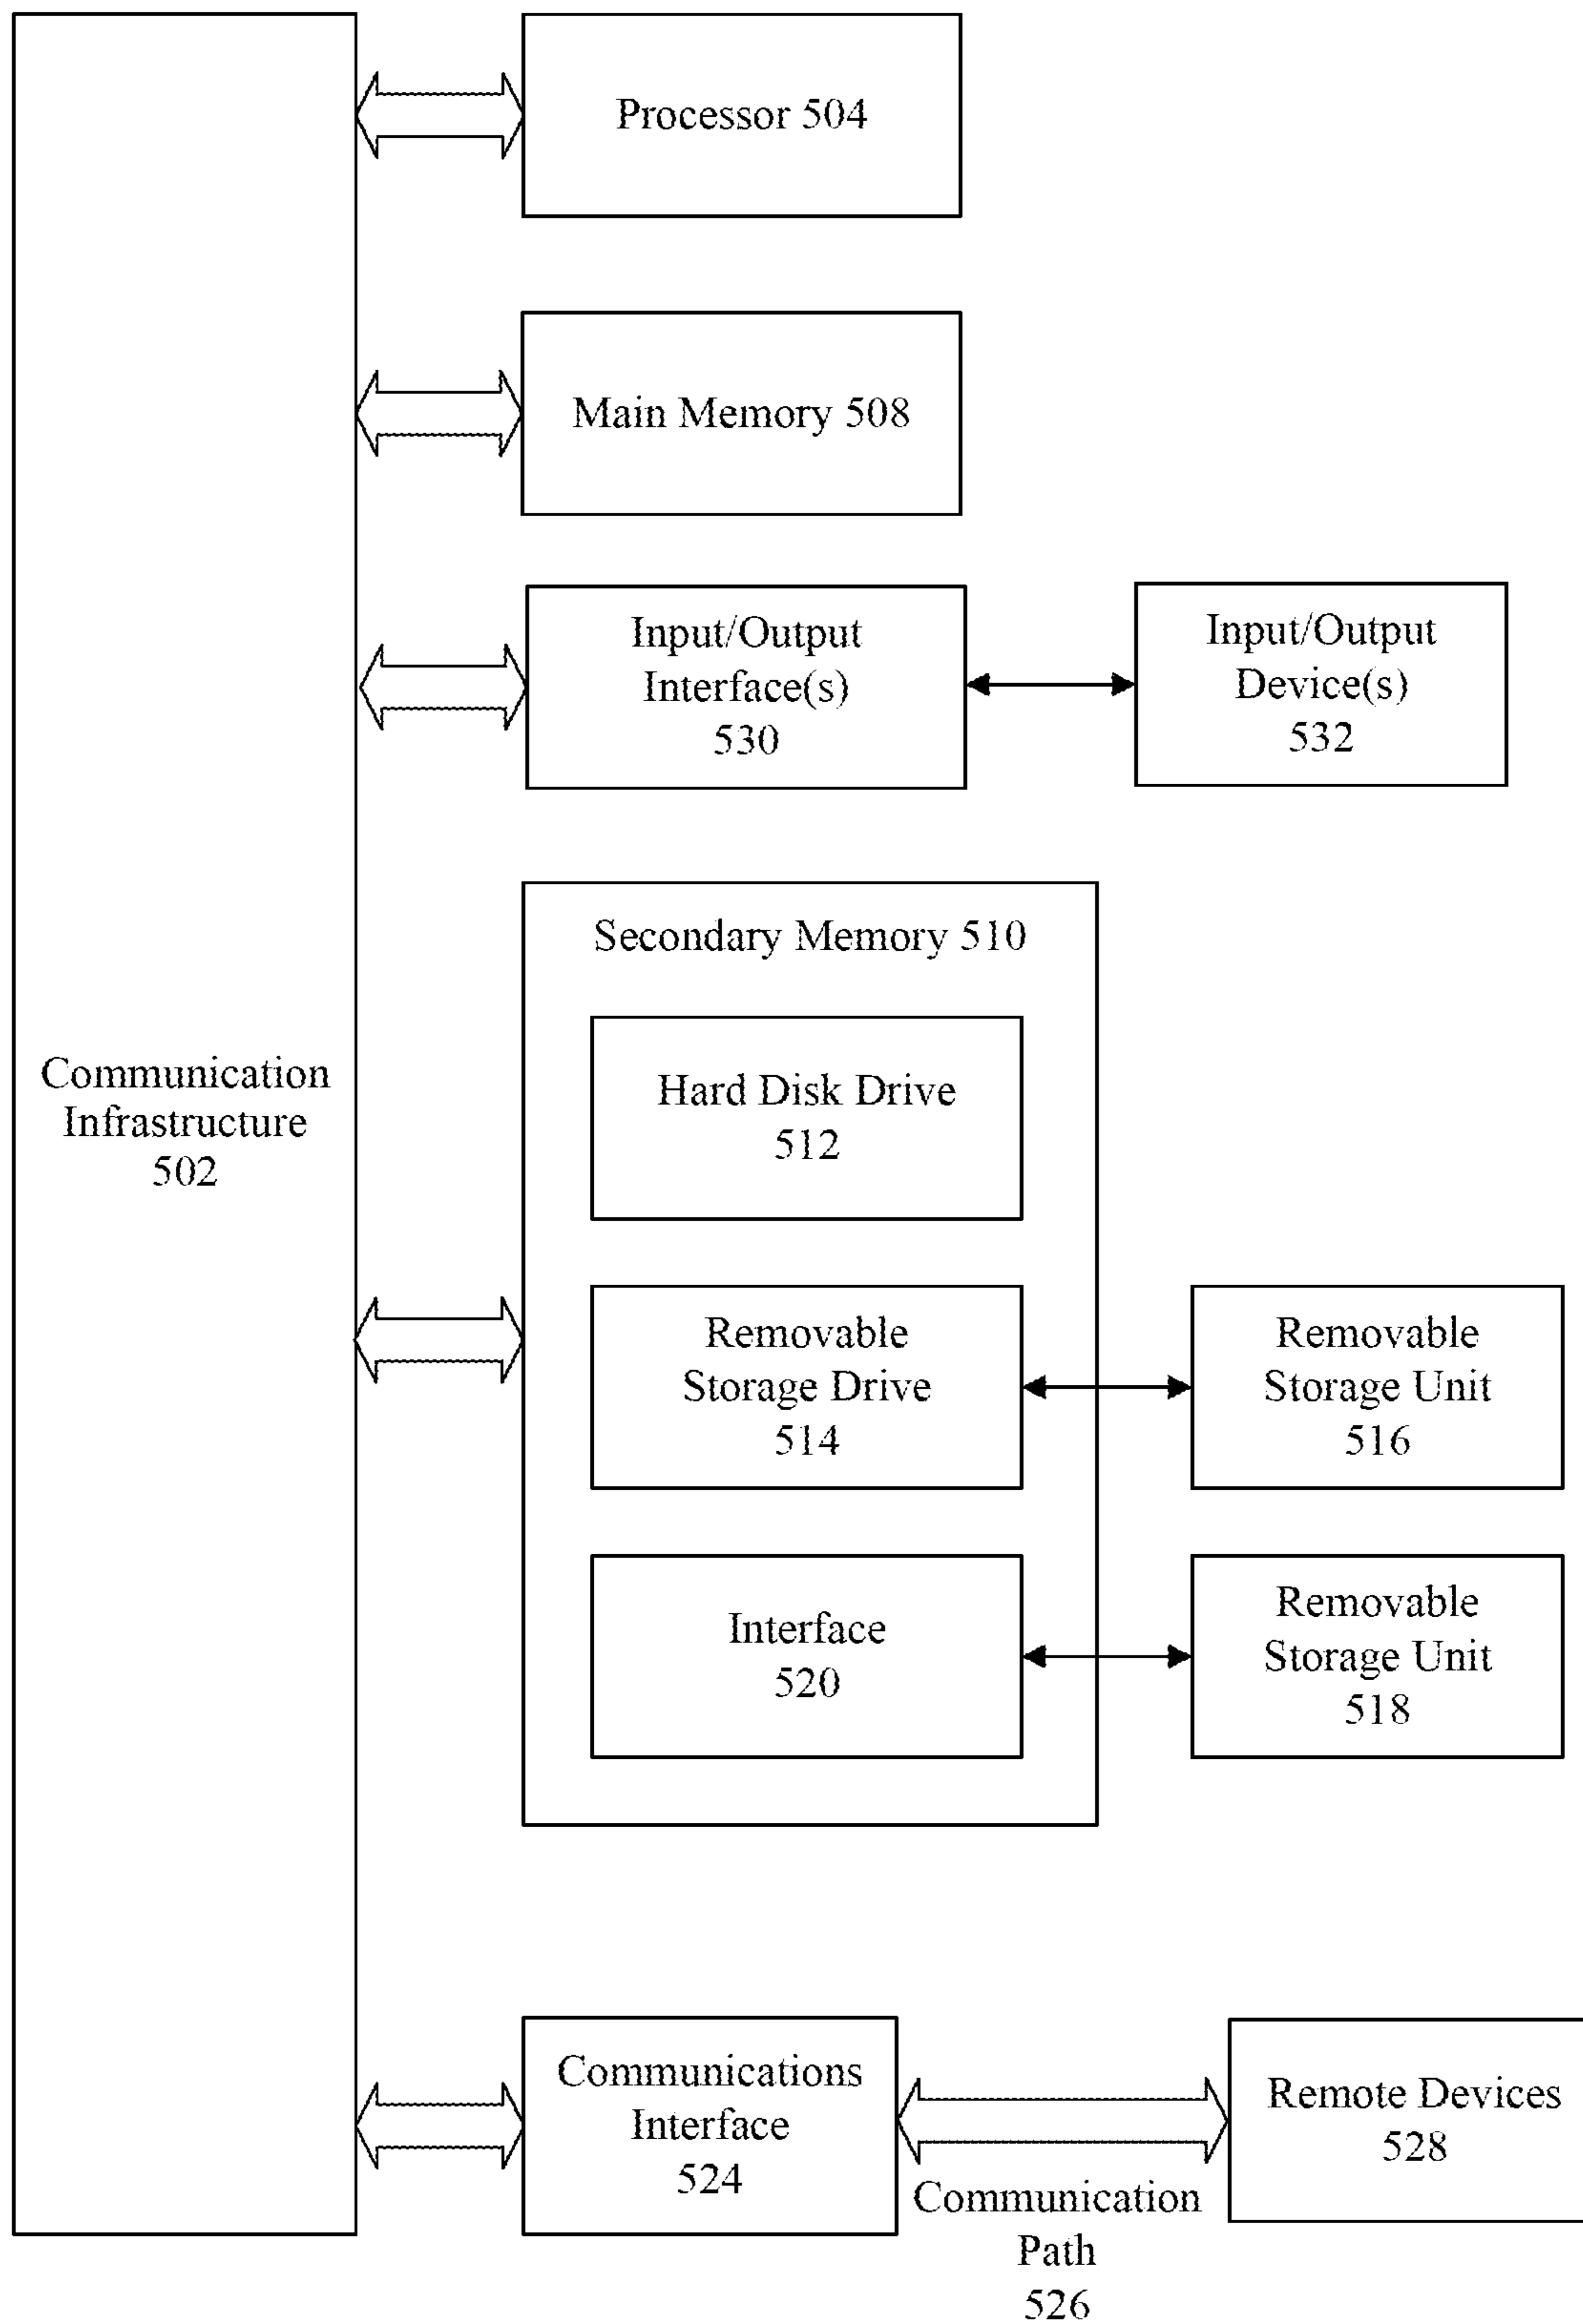 Processor 504
Main Memory 508
Input/Output
Interface(s)
530
Input/Output
Device(s)
532
Secondary Memory 510
Hard Disk Drive
512
Communication
Infrastructure
502
Removable
Storage Drive
514
Removable
Storage Unit
516
Interface
520
Removable
Storage Unit
518
Communications
Interface
524
Remote Devices
528
Communication
Path
526